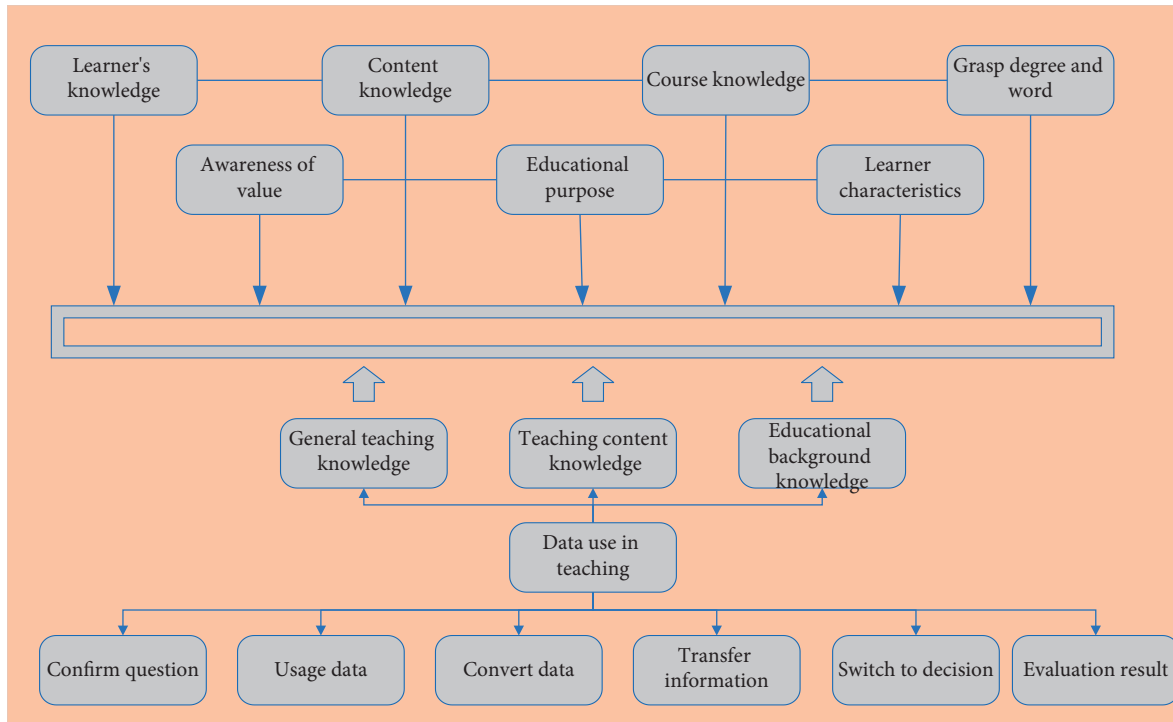 Learner's
knowledge
Content
knowledge
Course knowledge
Grasp degree and
word
Awareness of
value
Educational
purpose
Learner
characteristics
General teaching
knowledge
Teaching content
knowledge
Educational
background
knowledge
Data use in
teaching
Confirm question
Usage data
Convert data
Transfer
information
Switch to decision
Evaluation result